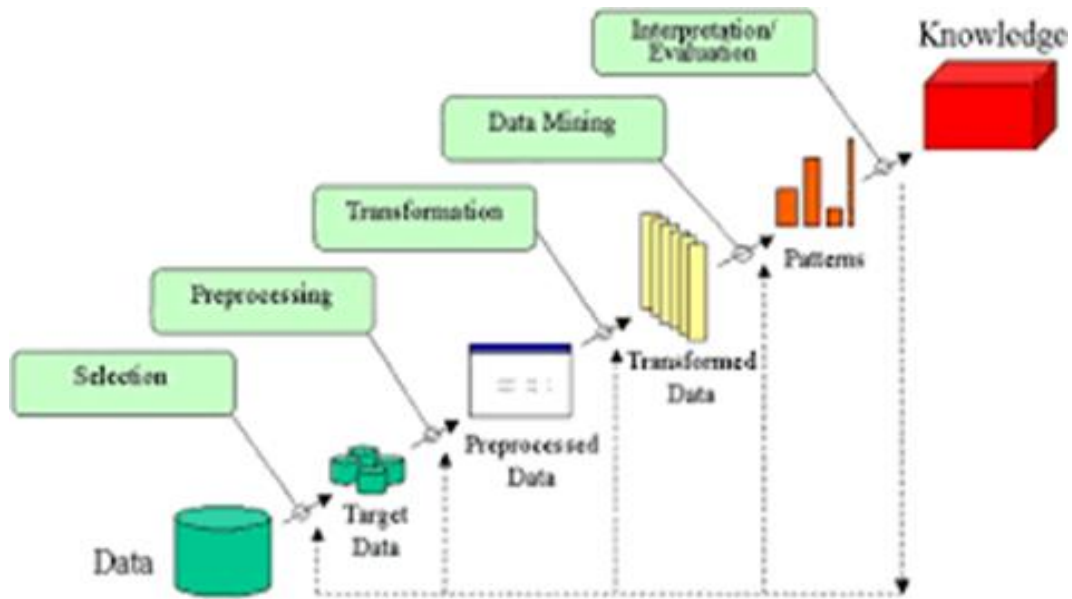 Interpretation/
Evaluation
Knowledge
Data Mining
Transformation
Patterns
Preprocessing
Transformed
Data
Selection
Preprocessed
Data
Target
Data
Data